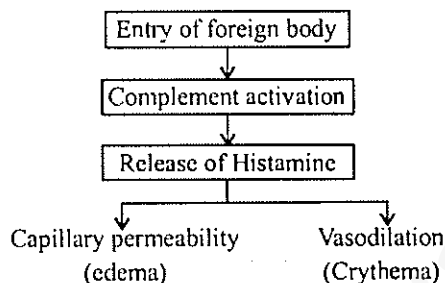 Entry of foreign body
Complement activation
Release of Histamine
Capillary permeability
(edema)
Vasodilation
(Crythema)